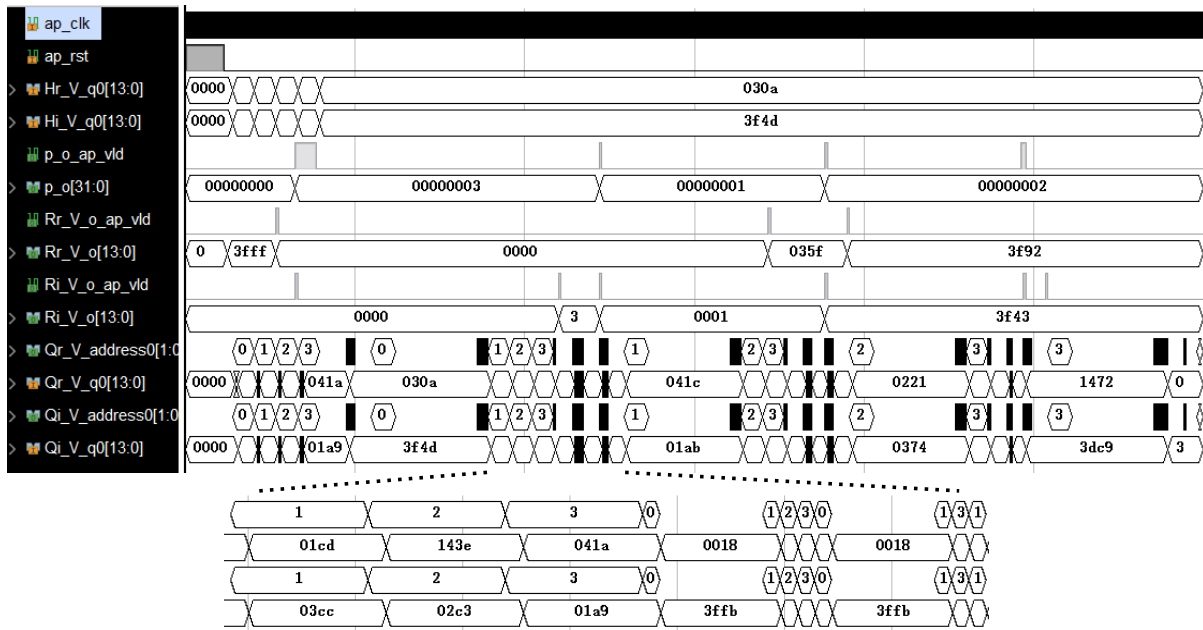 ap_clk
ap_rst
Hr_V_q0[13:0] 0000 030a
Hi_V_q0[13:0] 0000 3f4d
p_o_ap_vld
p_o[31:0] 00000000 00000003 00000001 00000002
Rr_V_o_ap_vld
Rr_V_o[13:0] 0 3fff 0000 035f 3f92
Ri_V_o_ap_vld
Ri_V_o[13:0] 0000 3 0001 3f43
Qr_V_address0[1:0 0 1 2 3 0 1 2 3 1 2 3 2 3 3
Qr_V_q0[13:0] 0000 041a 030a 041c 0221 1472 0
Qi_V_address0[1:0 0 1 2 3 0 1 2 3 1 2 3 2 3 3
Qi_V_q0[13:0] 0000 01a9 3f4d 01ab 0374 3dc9 3
1 2 3 0 1 2 3 0 1 3 1
01cd 143e 041a 0018 0018
1 2 3 0 1 2 3 0 1 3 1
03cc 02c3 01a9 3ffb 3ffb